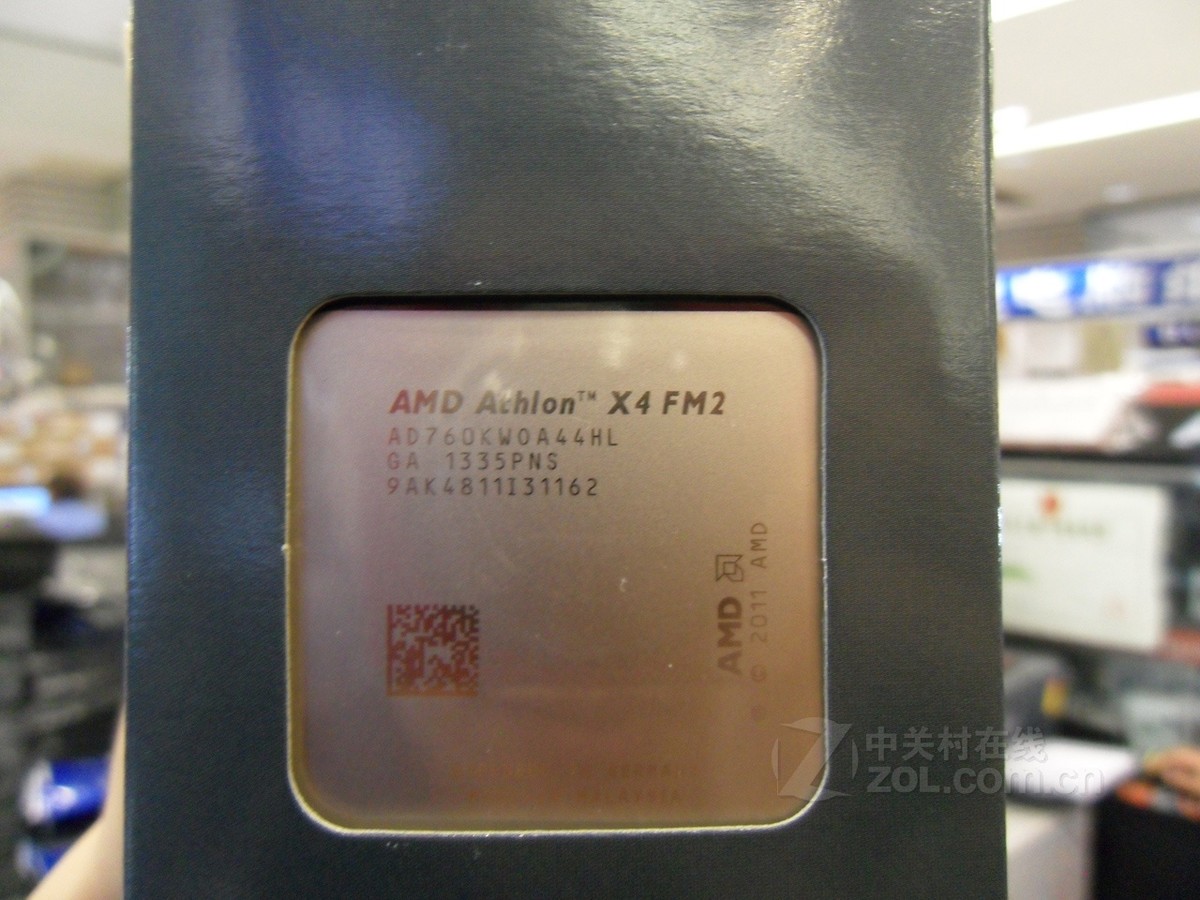 AMD Athlon™ X4 FM2
AD760KWOA44HL
GA 1335PNS
9AK4811I31162
AMD
© 2011 AMD
中关村在线
ZOL.com.cn